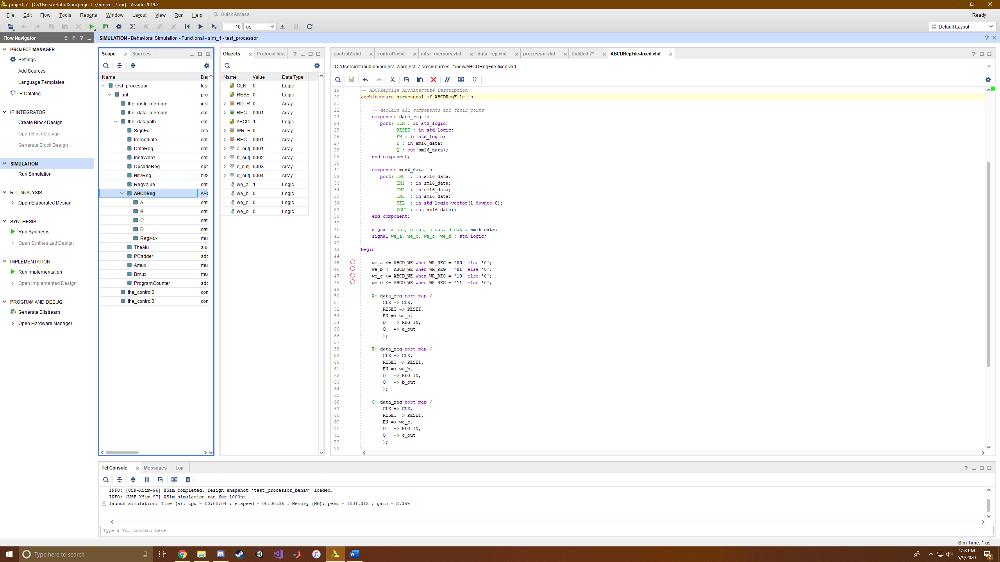 project_7 - [C:/Users/retribuXion/project_7/project_7.xpr] - Vivado 2019.2
File Edit Flow Tools Reports Window Layout View Run Help Quick Access Ready
10 us Default Layout
Flow Navigator
SIMULATION - Behavioral Simulation - Functional - sim_1 - test_processor
PROJECT MANAGER
Settings
Add Sources
Language Templates
IP Catalog
IP INTEGRATOR
Create Block Design
Open Block Design
Generate Block Design
SIMULATION
Run Simulation
RTL ANALYSIS
Open Elaborated Design
SYNTHESIS
Run Synthesis
Open Synthesized Design
IMPLEMENTATION
Run Implementation
Open Implemented Design
PROGRAM AND DEBUG
Generate Bitstream
Open Hardware Manager
Scope Sources
Name Des
test_processor tes
uut pro
the_instr_memory ins
the_data_memory dat
the_datapath dat
SignEx zer
Immediate dat
DataReg dat
InstrWord dat
OpcodeReg opc
Bit2Reg bit2
RegValue dat
ABCDReg ABC
A dat
B dat
C dat
D dat
RegMux mu
TheAlu alu
PCadder adc
Amux mu
Bmux mu
ProgramCounter adc
the_control2 cor
the_control3 cor
Objects Protocol Inst
Name Value Data Type
CLK 0 Logic
RESE 0 Logic
RD_R 0 Array
REG_ 0001 Array
ABCD 1 Logic
WR_R 0 Array
REG_ 0001 Array
a_out[ 0001 Array
b_out[ 0002 Array
c_out[ 0003 Array
d_out[ 0004 Array
we_a 1 Logic
we_b 0 Logic
we_c 0 Logic
we_d 0 Logic
control2.vhd control3.vhd intsr_memory.vhd data_reg.vhd processor.vhd Untitled 7* ABCDRegFile-fixed.vhd
C:/Users/retribuXion/project_7/project_7.srcs/sources_1/new/ABCDRegFile-fixed.vhd
19 -- ABCDRegFile Architecture Description
20 architecture structural of ABCDRegFile is
21
22 -- declare all components and their ports
23 component data_reg is
24 port( CLK : in std_logic;
25 RESET : in std_logic;
26 EN : in std_logic;
27 D : in sm16_data;
28 Q : out sm16_data);
29 end component;
30
31 component mux4_data is
32 port( IN0 : in sm16_data;
33 IN1 : in sm16_data;
34 IN2 : in sm16_data;
35 IN3 : in sm16_data;
36 SEL : in std_logic_vector(1 downto 0);
37 DOUT : out sm16_data);
38 end component;
39
40 signal a_out, b_out, c_out, d_out : sm16_data;
41 signal we_a, we_b, we_c, we_d : std_logic;
42
43 begin
44
45 we_a <= ABCD_WE when WR_REG = "00" else '0';
46 we_b <= ABCD_WE when WR_REG = "01" else '0';
47 we_c <= ABCD_WE when WR_REG = "10" else '0';
48 we_d <= ABCD_WE when WR_REG = "11" else '0';
49
50 A: data_reg port map (
51 CLK => CLK,
52 RESET => RESET,
53 EN => we_a,
54 D => REG_IN,
55 Q => a_out
56 );
57
58 B: data_reg port map (
59 CLK => CLK,
60 RESET => RESET,
61 EN => we_b,
62 D => REG_IN,
63 Q => b_out
64 );
65
66 C: data_reg port map (
67 CLK => CLK,
68 RESET => RESET,
69 EN => we_c,
70 D => REG_IN,
71 Q => c_out
72 );
73
Tcl Console Messages Log
INFO: [USF-XSim-96] XSim completed. Design snapshot 'test_processor_behav' loaded.
INFO: [USF-XSim-97] XSim simulation ran for 1000ns
launch_simulation: Time (s): cpu = 00:00:04 ; elapsed = 00:00:06 . Memory (MB): peak = 1001.313 ; gain = 2.359
Type a Tcl command here
Sim Time: 1 us
Type here to search
1:58 PM
5/9/2020
2